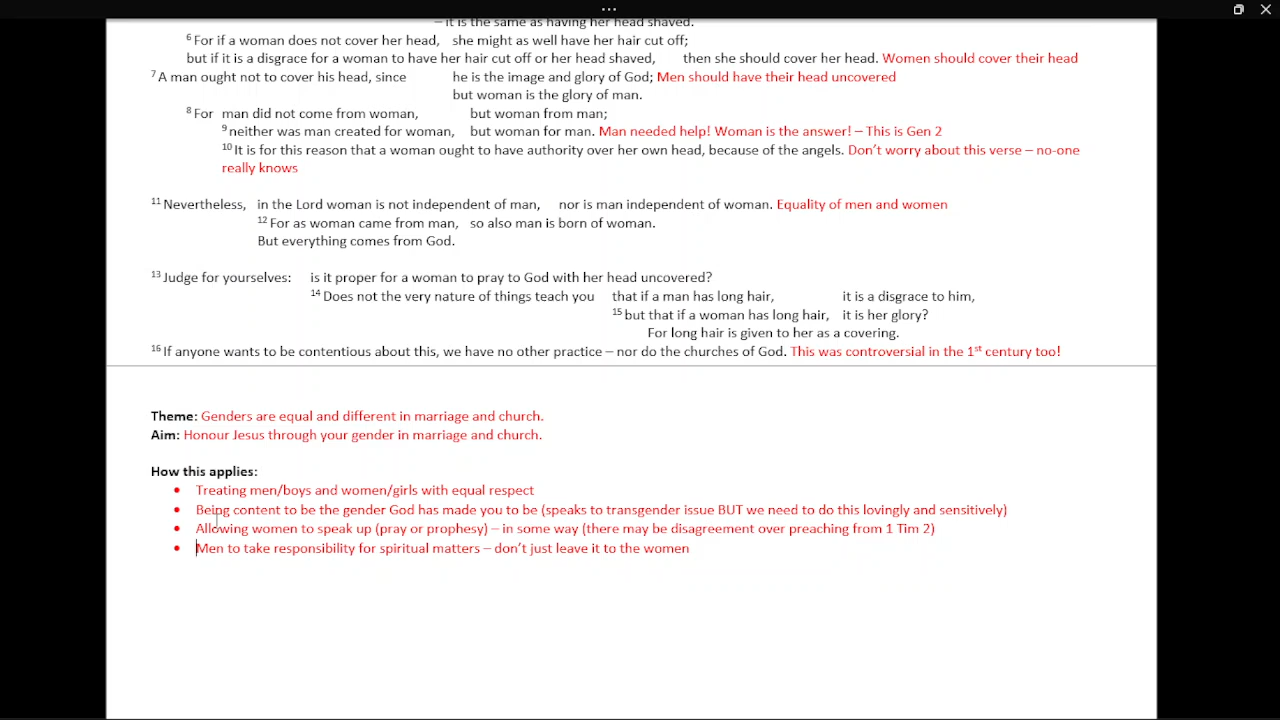 – it is the same as having her head shaved.
⁶ For if a woman does not cover her head, she might as well have her hair cut off;
but if it is a disgrace for a woman to have her hair cut off or her head shaved, then she should cover her head. Women should cover their head
⁷ A man ought not to cover his head, since he is the image and glory of God; Men should have their head uncovered
but woman is the glory of man.
⁸ For man did not come from woman, but woman from man;
⁹ neither was man created for woman, but woman for man. Man needed help! Woman is the answer! – This is Gen 2
¹⁰ It is for this reason that a woman ought to have authority over her own head, because of the angels. Don't worry about this verse – no-one
really knows
¹¹ Nevertheless, in the Lord woman is not independent of man, nor is man independent of woman. Equality of men and women
¹² For as woman came from man, so also man is born of woman.
But everything comes from God.
¹³ Judge for yourselves: is it proper for a woman to pray to God with her head uncovered?
¹⁴ Does not the very nature of things teach you that if a man has long hair, it is a disgrace to him,
¹⁵ but that if a woman has long hair, it is her glory?
For long hair is given to her as a covering.
¹⁶ If anyone wants to be contentious about this, we have no other practice – nor do the churches of God. This was controversial in the 1st century too!
Theme: Genders are equal and different in marriage and church.
Aim: Honour Jesus through your gender in marriage and church.
How this applies:
• Treating men/boys and women/girls with equal respect
• Being content to be the gender God has made you to be (speaks to transgender issue BUT we need to do this lovingly and sensitively)
• Allowing women to speak up (pray or prophesy) – in some way (there may be disagreement over preaching from 1 Tim 2)
• Men to take responsibility for spiritual matters – don't just leave it to the women